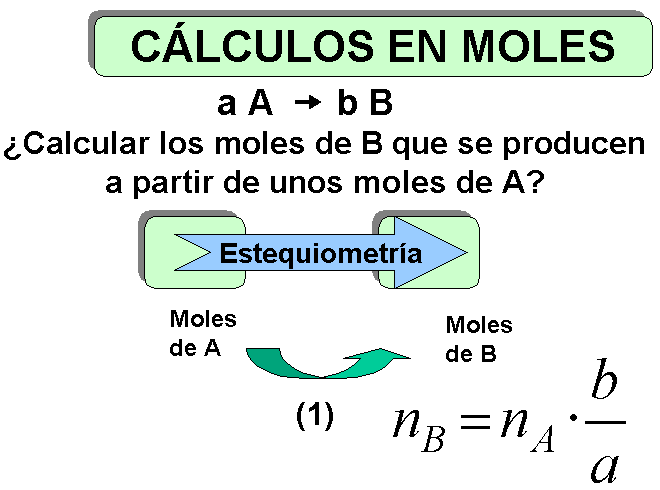 CÁLCULOS EN MOLES
a A → b B
¿Calcular los moles de B que se producen
a partir de unos moles de A?
Estequiometría
Moles
de A
Moles
de B
(1)
n_B = n_A · b/a